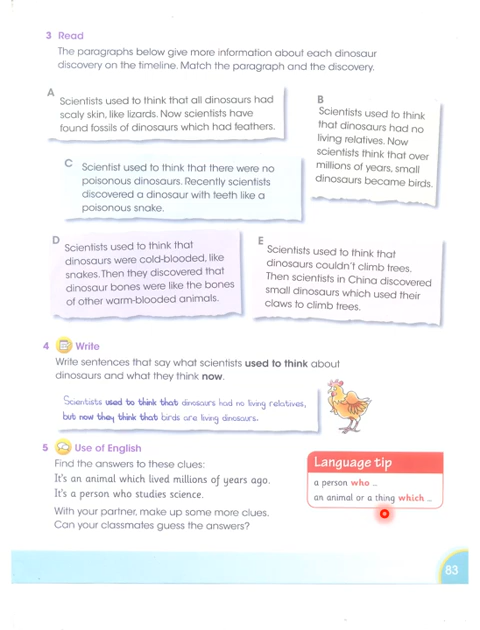 3 Read
The paragraphs below give more information about each dinosaur
discovery on the timeline. Match the paragraph and the discovery.
A
Scientists used to think that all dinosaurs had
scaly skin, like lizards. Now scientists have
found fossils of dinosaurs which had feathers.
B
Scientists used to think
that dinosaurs had no
living relatives. Now
scientists think that over
millions of years, small
dinosaurs became birds.
C
Scientist used to think that there were no
poisonous dinosaurs. Recently scientists
discovered a dinosaur with teeth like a
poisonous snake.
D
Scientists used to think that
dinosaurs were cold-blooded, like
snakes. Then they discovered that
dinosaur bones were like the bones
of other warm-blooded animals.
E
Scientists used to think that
dinosaurs couldn't climb trees.
Then scientists in China discovered
small dinosaurs which used their
claws to climb trees.
4 Write
Write sentences that say what scientists used to think about
dinosaurs and what they think now.
Scientists used to think that dinosaurs had no living relatives,
but now they think that birds are living dinosaurs.
5 Use of English
Find the answers to these clues:
It's an animal which lived millions of years ago.
It's a person who studies science.
With your partner, make up some more clues.
Can your classmates guess the answers?
Language tip
a person who ...
an animal or a thing which ...
83